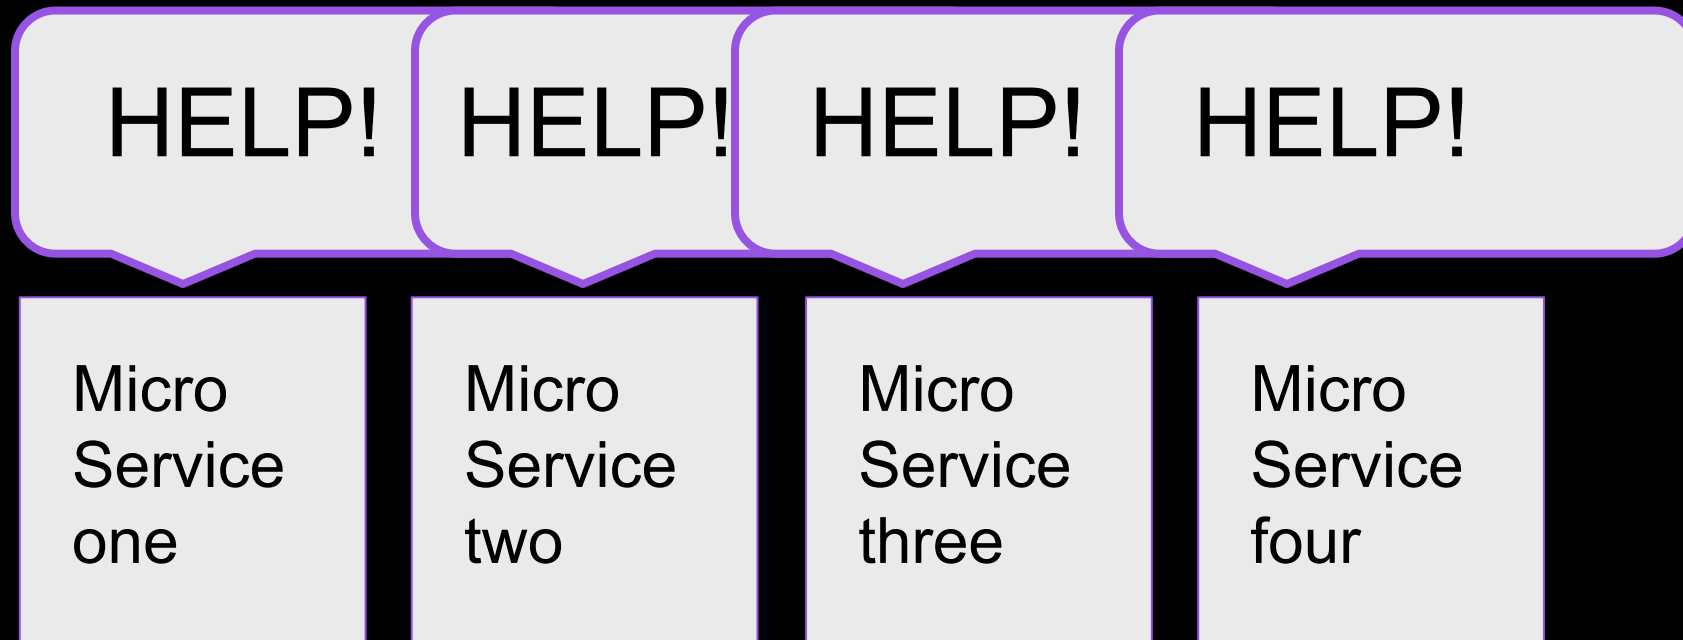 HELP! HELP! HELP! HELP!
Micro
Service
one
Micro
Service
two
Micro
Service
three
Micro
Service
four